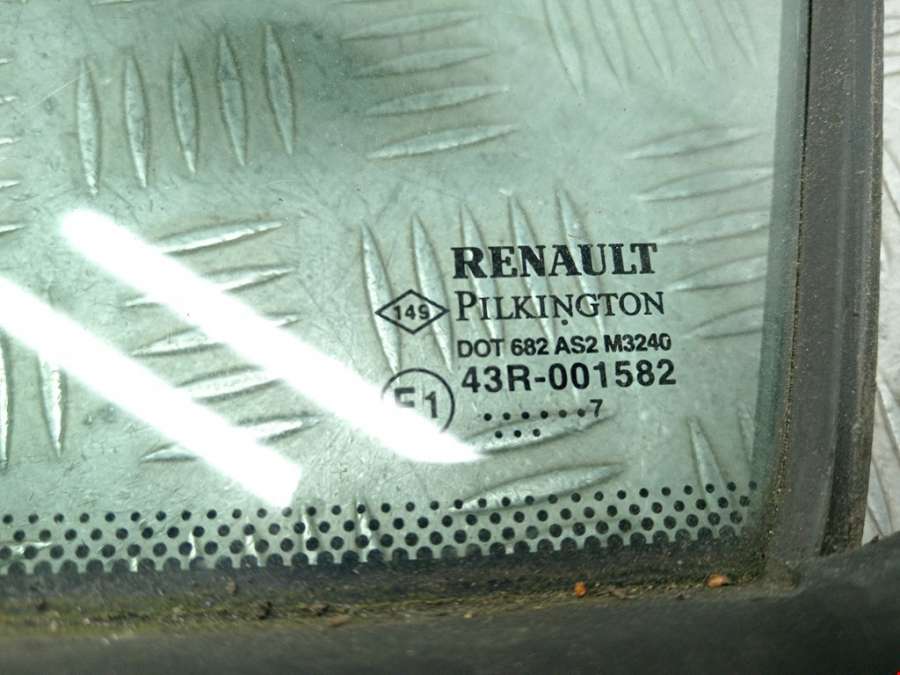 RENAULT
149 PILKINGTON
DOT 682 AS2 M3240
E1 43R-001582
.......7
...